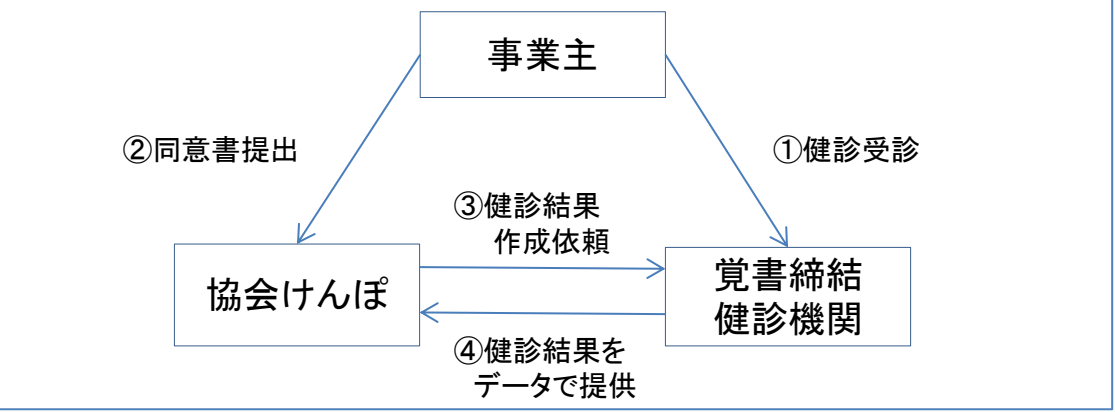 事業主
②同意書提出
①健診受診
③健診結果
作成依頼
協会けんぽ
覚書締結
健診機関
④健診結果を
データで提供